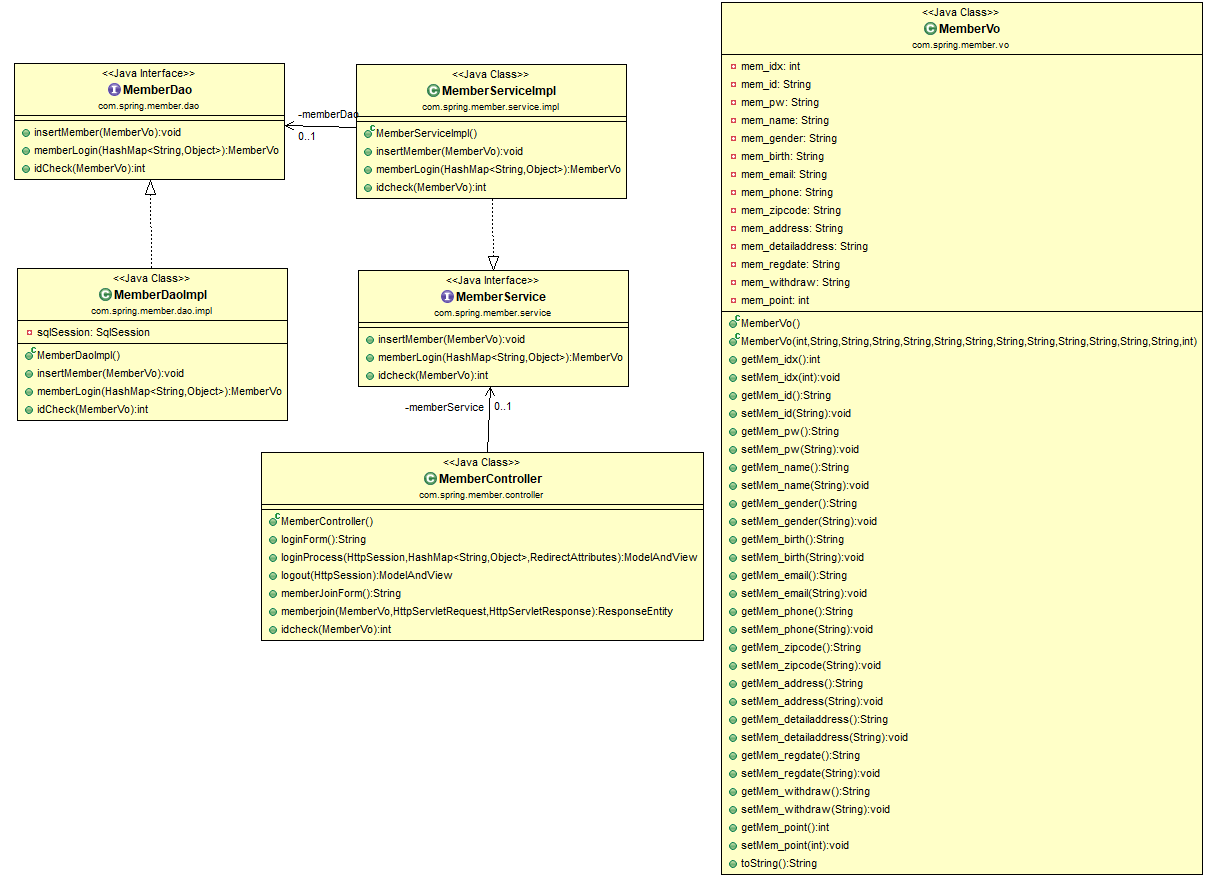 <<Java Interface>>
MemberDao
com.spring.member.dao
insertMember(MemberVo):void
memberLogin(HashMap<String,Object>):MemberVo
idCheck(MemberVo):int
-memberDao
0..1
<<Java Class>>
MemberServiceImpl
com.spring.member.service.impl
MemberServiceImpl()
insertMember(MemberVo):void
memberLogin(HashMap<String,Object>):MemberVo
idcheck(MemberVo):int
<<Java Class>>
MemberDaoImpl
com.spring.member.dao.impl
sqlSession: SqlSession
MemberDaoImpl()
insertMember(MemberVo):void
memberLogin(HashMap<String,Object>):MemberVo
idCheck(MemberVo):int
<<Java Interface>>
MemberService
com.spring.member.service
insertMember(MemberVo):void
memberLogin(HashMap<String,Object>):MemberVo
idcheck(MemberVo):int
-memberService
0..1
<<Java Class>>
MemberController
com.spring.member.controller
MemberController()
loginForm():String
loginProcess(HttpSession,HashMap<String,Object>,RedirectAttributes):ModelAndView
logout(HttpSession):ModelAndView
memberJoinForm():String
memberjoin(MemberVo,HttpServletRequest,HttpServletResponse):ResponseEntity
idcheck(MemberVo):int
<<Java Class>>
MemberVo
com.spring.member.vo
mem_idx: int
mem_id: String
mem_pw: String
mem_name: String
mem_gender: String
mem_birth: String
mem_email: String
mem_phone: String
mem_zipcode: String
mem_address: String
mem_detailaddress: String
mem_regdate: String
mem_withdraw: String
mem_point: int
MemberVo()
MemberVo(int,String,String,String,String,String,String,String,String,String,String,String,String,int)
getMem_idx():int
setMem_idx(int):void
getMem_id():String
setMem_id(String):void
getMem_pw():String
setMem_pw(String):void
getMem_name():String
setMem_name(String):void
getMem_gender():String
setMem_gender(String):void
getMem_birth():String
setMem_birth(String):void
getMem_email():String
setMem_email(String):void
getMem_phone():String
setMem_phone(String):void
getMem_zipcode():String
setMem_zipcode(String):void
getMem_address():String
setMem_address(String):void
getMem_detailaddress():String
setMem_detailaddress(String):void
getMem_regdate():String
setMem_regdate(String):void
getMem_withdraw():String
setMem_withdraw(String):void
getMem_point():int
setMem_point(int):void
toString():String